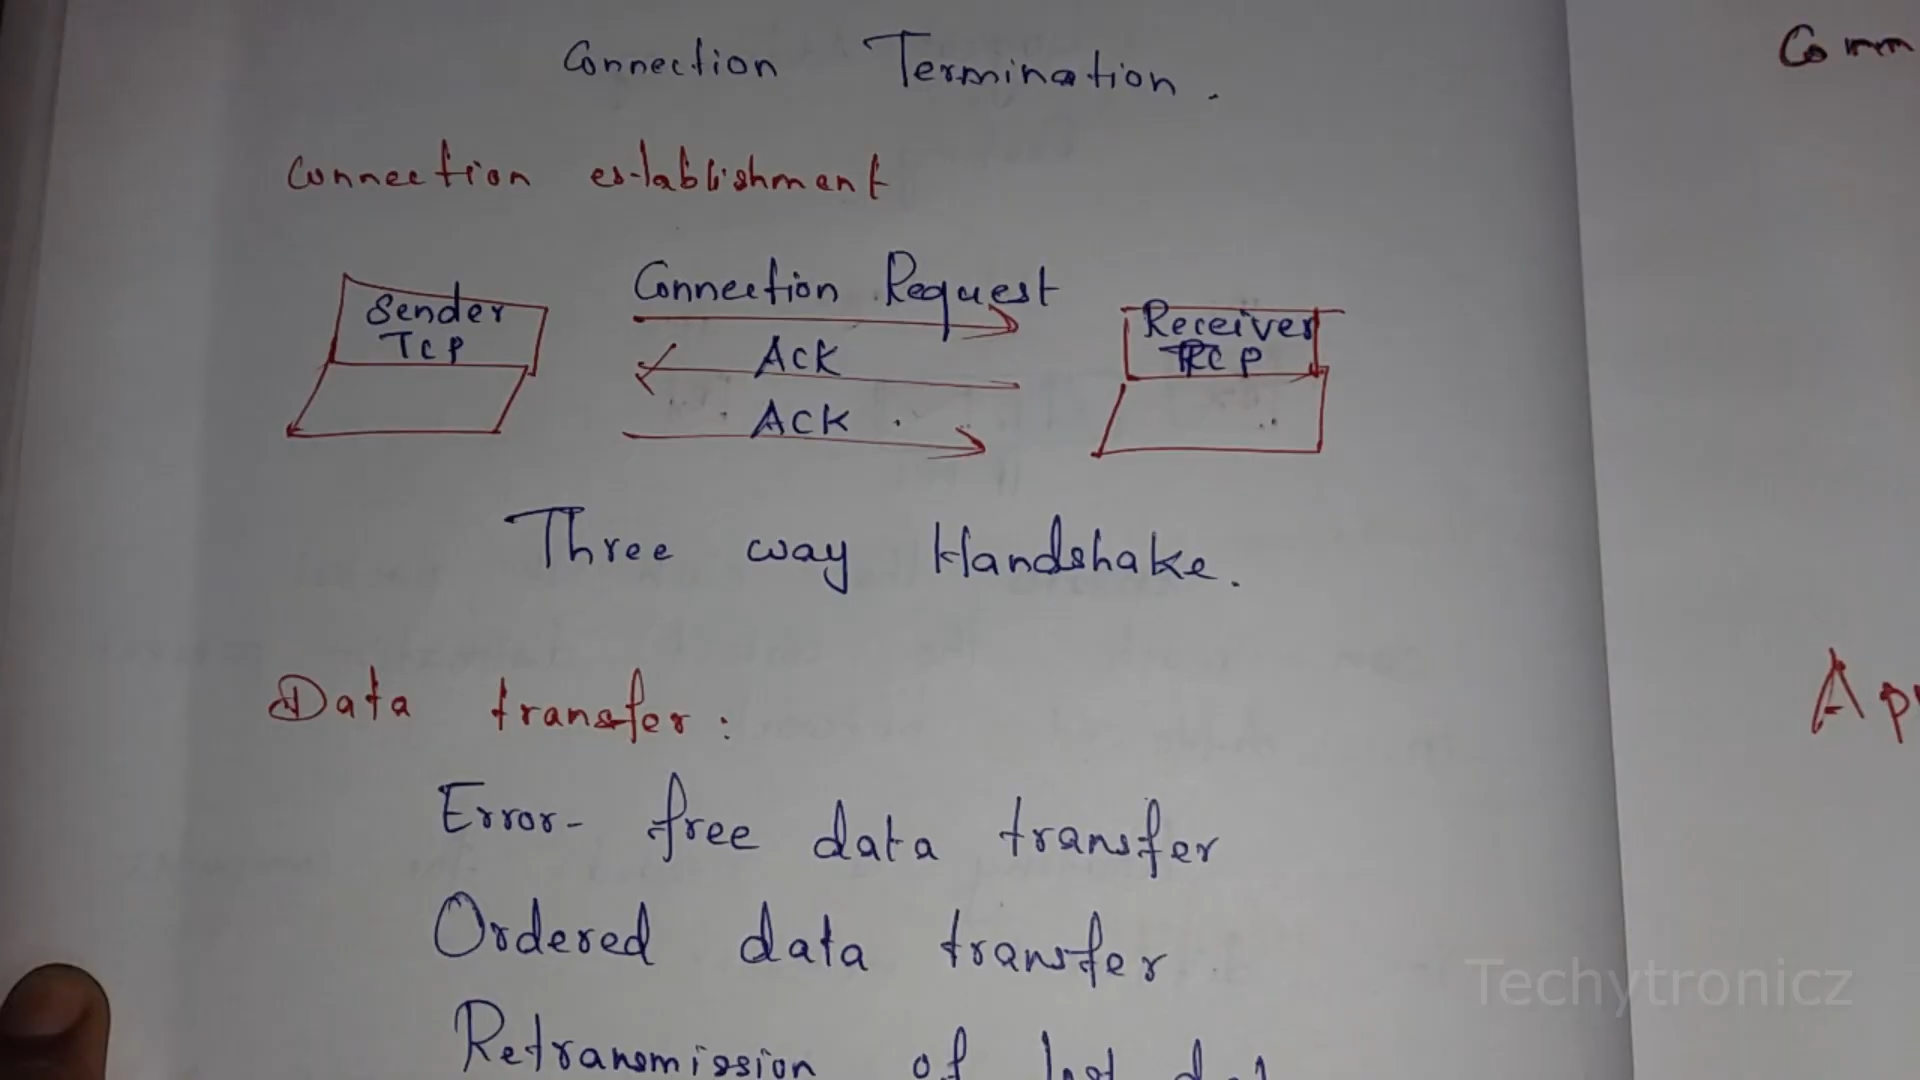 Connection Termination.
Connection establishment
Sender
TCP
Connection Request
Ack
Ack
Receiver
TCP
Three way Handshake.
Data transfer:
Error-free data transfer
Ordered data transfer
Retransmission of
Techytronicz